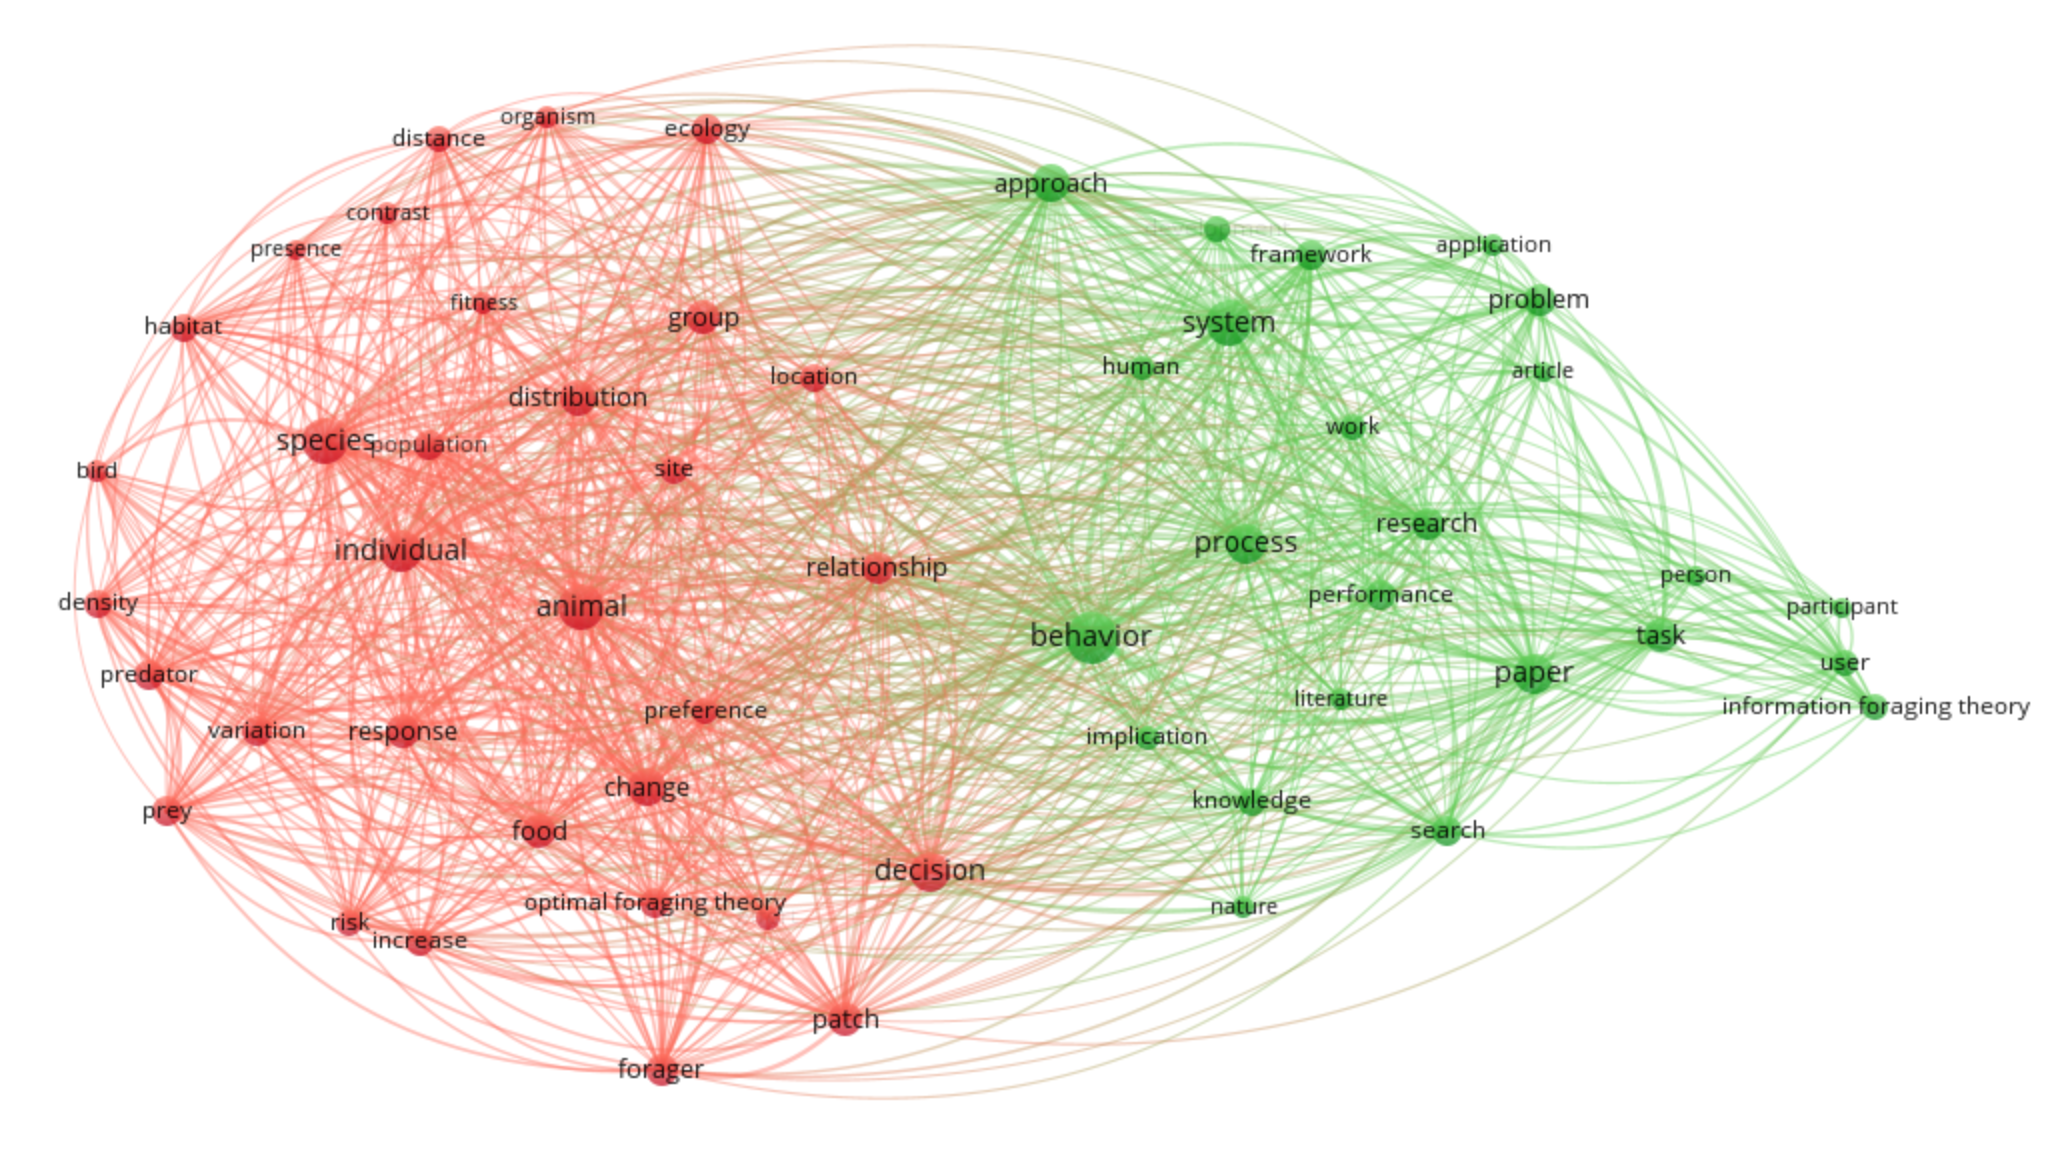 organism
ecology
distance
approach
contrast
presence
framework
application
fitness
problem
habitat
group
system
human
article
location
distribution
work
species
population
bird
site
research
process
individual
relationship
person
performance
density
animal
participant
behavior
task
user
predator
paper
literature
information foraging theory
preference
variation
response
implication
change
knowledge
prey
food
search
decision
optimal foraging theory
nature
risk
increase
patch
forager